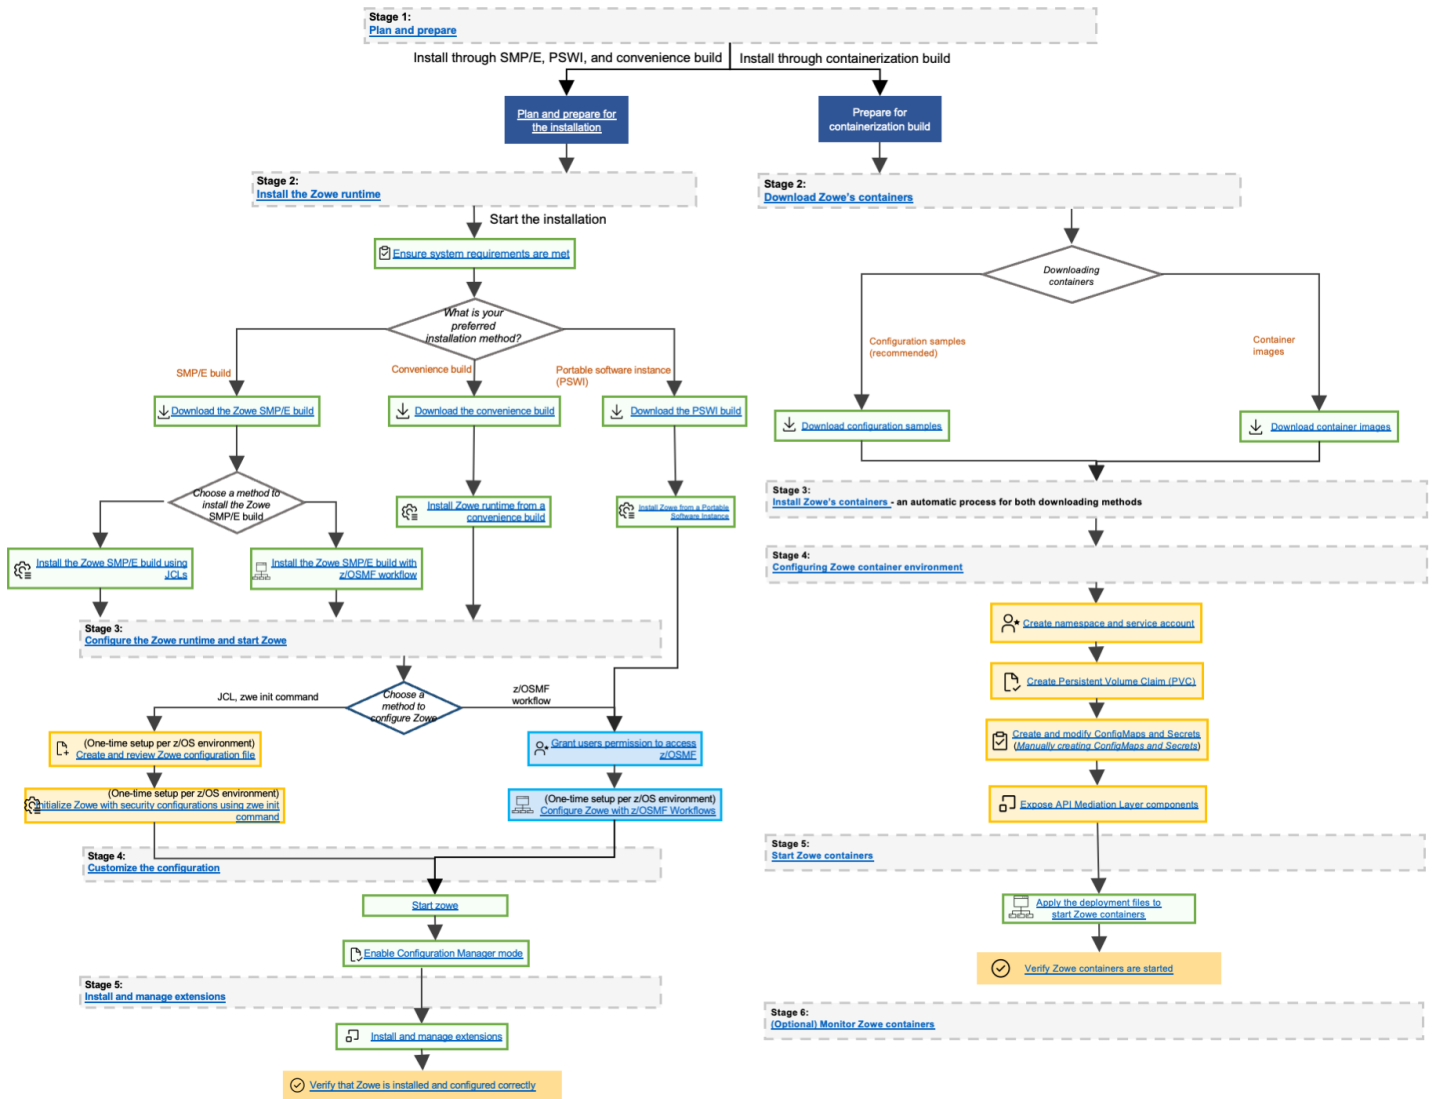 Stage 1:
Plan and prepare
Install through SMP/E, PSWI, and convenience build
Install through containerization build
Plan and prepare for
the installation
Prepare for
containerization build
Stage 2:
Install the Zowe runtime
Start the installation
Ensure system requirements are met
What is your
preferred
installation method?
SMP/E build
Convenience build
Portable software instance
(PSWI)
Download the Zowe SMP/E build
Download the convenience build
Download the PSWI build
Choose a method to
install the Zowe
SMP/E build
Install Zowe runtime from a
convenience build
Install Zowe from a Portable
Software Instance
Install the Zowe SMP/E build using
JCLs
Install the Zowe SMP/E build with
z/OSMF workflow
Stage 3:
Configure the Zowe runtime and start Zowe
JCL, zwe init command
Choose a
method to
configure Zowe
z/OSMF
workflow
(One-time setup per z/OS environment)
Create and review Zowe configuration file
Grant users permission to access
z/OSMF
(One-time setup per z/OS environment)
Initialize Zowe with security configurations using zwe init
command
(One-time setup per z/OS environment)
Configure Zowe with z/OSMF Workflows
Stage 4:
Customize the configuration
Start zowe
Enable Configuration Manager mode
Stage 5:
Install and manage extensions
Install and manage extensions
Verify that Zowe is installed and configured correctly
Stage 2:
Download Zowe's containers
Downloading
containers
Configuration samples
(recommended)
Container
images
Download configuration samples
Download container images
Stage 3:
Install Zowe's containers - an automatic process for both downloading methods
Stage 4:
Configuring Zowe container environment
Create namespace and service account
Create Persistent Volume Claim (PVC)
Create and modify ConfigMaps and Secrets
(Manually creating ConfigMaps and Secrets)
Expose API Mediation Layer components
Stage 5:
Start Zowe containers
Apply the deployment files to
start Zowe containers
Verify Zowe containers are started
Stage 6:
(Optional) Monitor Zowe containers